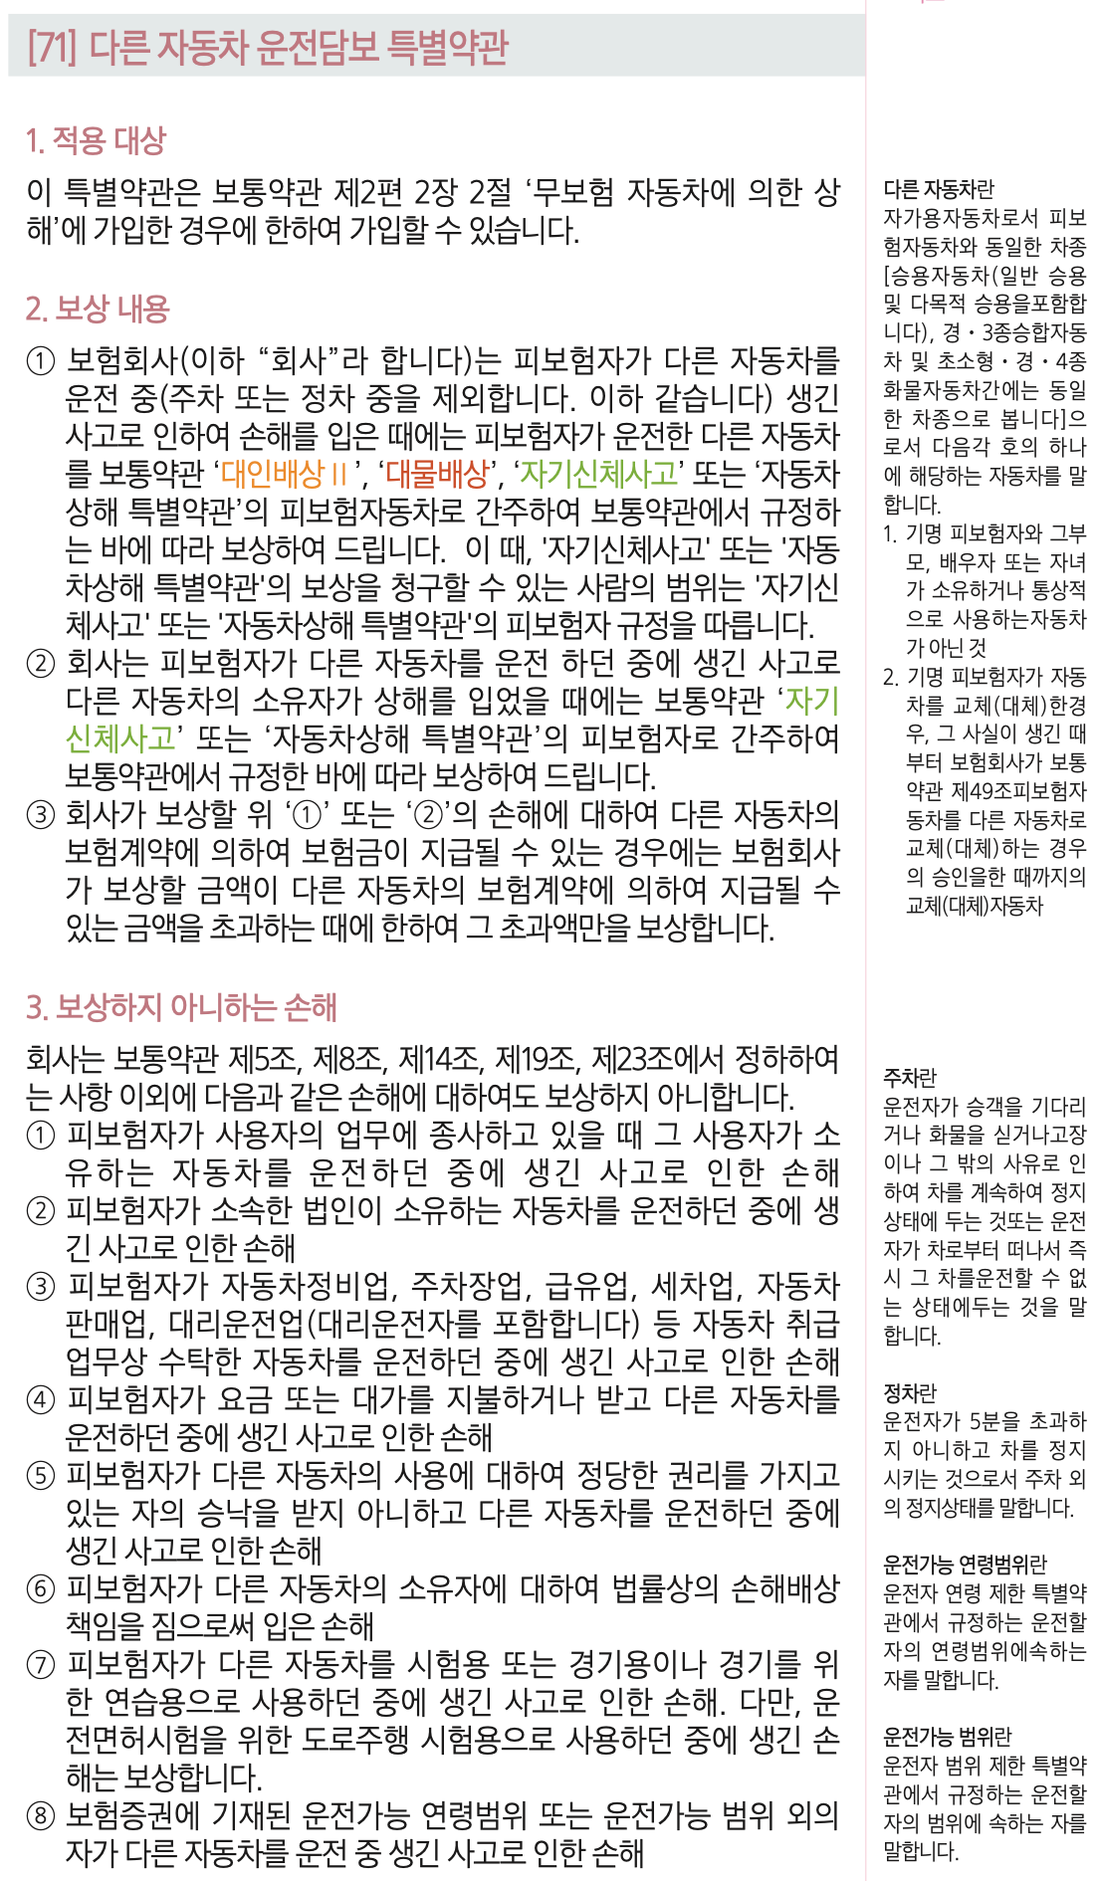 [71] 다른 자동차 운전담보 특별약관
1. 적용 대상
이 특별약관은 보통약관 제2편 2장 2절 ‘무보험 자동차에 의한 상
해’에 가입한 경우에 한하여 가입할 수 있습니다.
2. 보상 내용
① 보험회사(이하 “회사”라 합니다)는 피보험자가 다른 자동차를
운전 중(주차 또는 정차 중을 제외합니다. 이하 같습니다) 생긴
사고로 인하여 손해를 입은 때에는 피보험자가 운전한 다른 자동차
를 보통약관 ‘대인배상Ⅱ’, ‘대물배상’, ‘자기신체사고’ 또는 ‘자동차
상해 특별약관’의 피보험자동차로 간주하여 보통약관에서 규정하
는 바에 따라 보상하여 드립니다. 이 때, '자기신체사고' 또는 '자동
차상해 특별약관'의 보상을 청구할 수 있는 사람의 범위는 '자기신
체사고' 또는 '자동차상해 특별약관'의 피보험자 규정을 따릅니다.
② 회사는 피보험자가 다른 자동차를 운전 하던 중에 생긴 사고로
다른 자동차의 소유자가 상해를 입었을 때에는 보통약관 ‘자기
신체사고’ 또는 ‘자동차상해 특별약관’의 피보험자로 간주하여
보통약관에서 규정한 바에 따라 보상하여 드립니다.
③ 회사가 보상할 위 ‘①’ 또는 ‘②’의 손해에 대하여 다른 자동차의
보험계약에 의하여 보험금이 지급될 수 있는 경우에는 보험회사
가 보상할 금액이 다른 자동차의 보험계약에 의하여 지급될 수
있는 금액을 초과하는 때에 한하여 그 초과액만을 보상합니다.
3. 보상하지 아니하는 손해
회사는 보통약관 제5조, 제8조, 제14조, 제19조, 제23조에서 정하하여
는 사항 이외에 다음과 같은 손해에 대하여도 보상하지 아니합니다.
① 피보험자가 사용자의 업무에 종사하고 있을 때 그 사용자가 소
유하는 자동차를 운전하던 중에 생긴 사고로 인한 손해
② 피보험자가 소속한 법인이 소유하는 자동차를 운전하던 중에 생
긴 사고로 인한 손해
③ 피보험자가 자동차정비업, 주차장업, 급유업, 세차업, 자동차
판매업, 대리운전업(대리운전자를 포함합니다) 등 자동차 취급
업무상 수탁한 자동차를 운전하던 중에 생긴 사고로 인한 손해
④ 피보험자가 요금 또는 대가를 지불하거나 받고 다른 자동차를
운전하던 중에 생긴 사고로 인한 손해
⑤ 피보험자가 다른 자동차의 사용에 대하여 정당한 권리를 가지고
있는 자의 승낙을 받지 아니하고 다른 자동차를 운전하던 중에
생긴 사고로 인한 손해
⑥ 피보험자가 다른 자동차의 소유자에 대하여 법률상의 손해배상
책임을 짐으로써 입은 손해
⑦ 피보험자가 다른 자동차를 시험용 또는 경기용이나 경기를 위
한 연습용으로 사용하던 중에 생긴 사고로 인한 손해. 다만, 운
전면허시험을 위한 도로주행 시험용으로 사용하던 중에 생긴 손
해는 보상합니다.
⑧ 보험증권에 기재된 운전가능 연령범위 또는 운전가능 범위 외의
자가 다른 자동차를 운전 중 생긴 사고로 인한 손해
다른 자동차란
자가용자동차로서 피보
험자동차와 동일한 차종
[승용자동차(일반 승용
및 다목적 승용을포함합
니다), 경・3종승합자동
차 및 초소형・경・4종
화물자동차간에는 동일
한 차종으로 봅니다]으
로서 다음각 호의 하나
에 해당하는 자동차를 말
합니다.
1. 기명 피보험자와 그부
모, 배우자 또는 자녀
가 소유하거나 통상적
으로 사용하는자동차
가 아닌 것
2. 기명 피보험자가 자동
차를 교체(대체)한경
우, 그 사실이 생긴 때
부터 보험회사가 보통
약관 제49조피보험자
동차를 다른 자동차로
교체(대체)하는 경우
의 승인을한 때까지의
교체(대체)자동차
주차란
운전자가 승객을 기다리
거나 화물을 싣거나고장
이나 그 밖의 사유로 인
하여 차를 계속하여 정지
상태에 두는 것또는 운전
자가 차로부터 떠나서 즉
시 그 차를운전할 수 없
는 상태에두는 것을 말
합니다.
정차란
운전자가 5분을 초과하
지 아니하고 차를 정지
시키는 것으로서 주차 외
의 정지상태를 말합니다.
운전가능 연령범위란
운전자 연령 제한 특별약
관에서 규정하는 운전할
자의 연령범위에속하는
자를 말합니다.
운전가능 범위란
운전자 범위 제한 특별약
관에서 규정하는 운전할
자의 범위에 속하는 자를
말합니다.